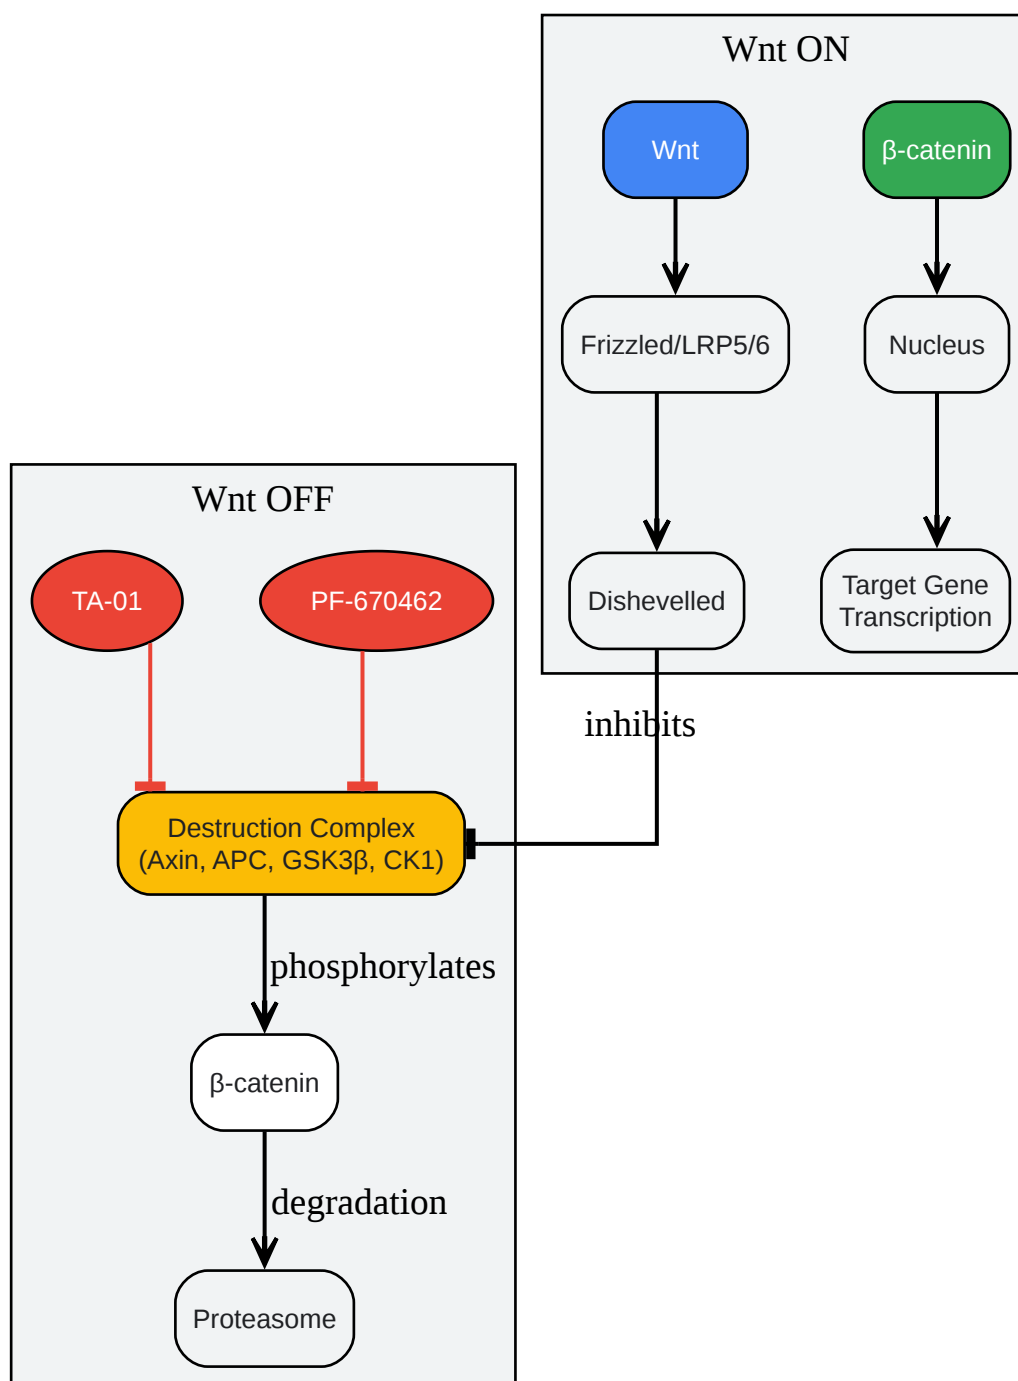 Wnt ON
Wnt
β-catenin
Frizzled/LRP5/6
Nucleus
Dishevelled
Target Gene
Transcription
inhibits
Wnt OFF
TA-01
PF-670462
Destruction Complex
(Axin, APC, GSK3β, CK1)
phosphorylates
β-catenin
degradation
Proteasome